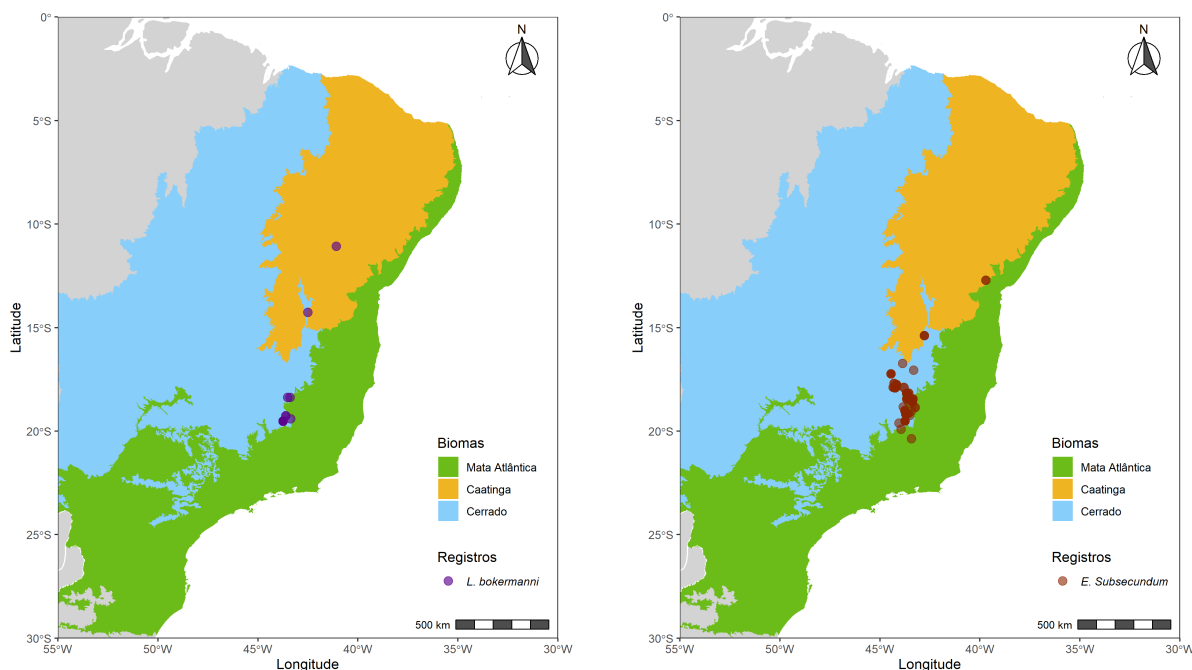 N
0°
5°S
10°S
15°S
20°S
25°S
30°S
Latitude
55°W 50°W 45°W 40°W 35°W 30°W
Longitude
Biomas
Mata Atlântica
Caatinga
Cerrado
Registros
L. bokermanni
500 km
N
0°
5°S
10°S
15°S
20°S
25°S
30°S
Latitude
55°W 50°W 45°W 40°W 35°W 30°W
Longitude
Biomas
Mata Atlântica
Caatinga
Cerrado
Registros
E. Subsecundum
500 km